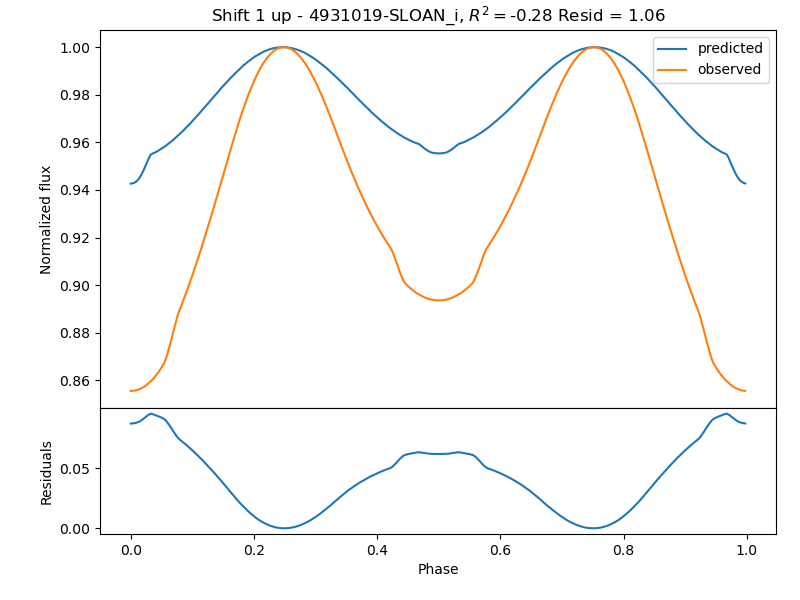 Shift 1 up - 4931019-SLOAN_i, R² = -0.28 Resid = 1.06
predicted
observed
1.00
0.98
0.96
0.94
0.92
0.90
0.88
0.86
Normalized flux
0.05
0.00
Residuals
0.0 0.2 0.4 0.6 0.8 1.0
Phase